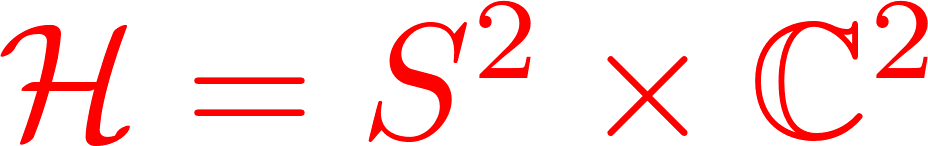 ℋ = S² × ℂ²